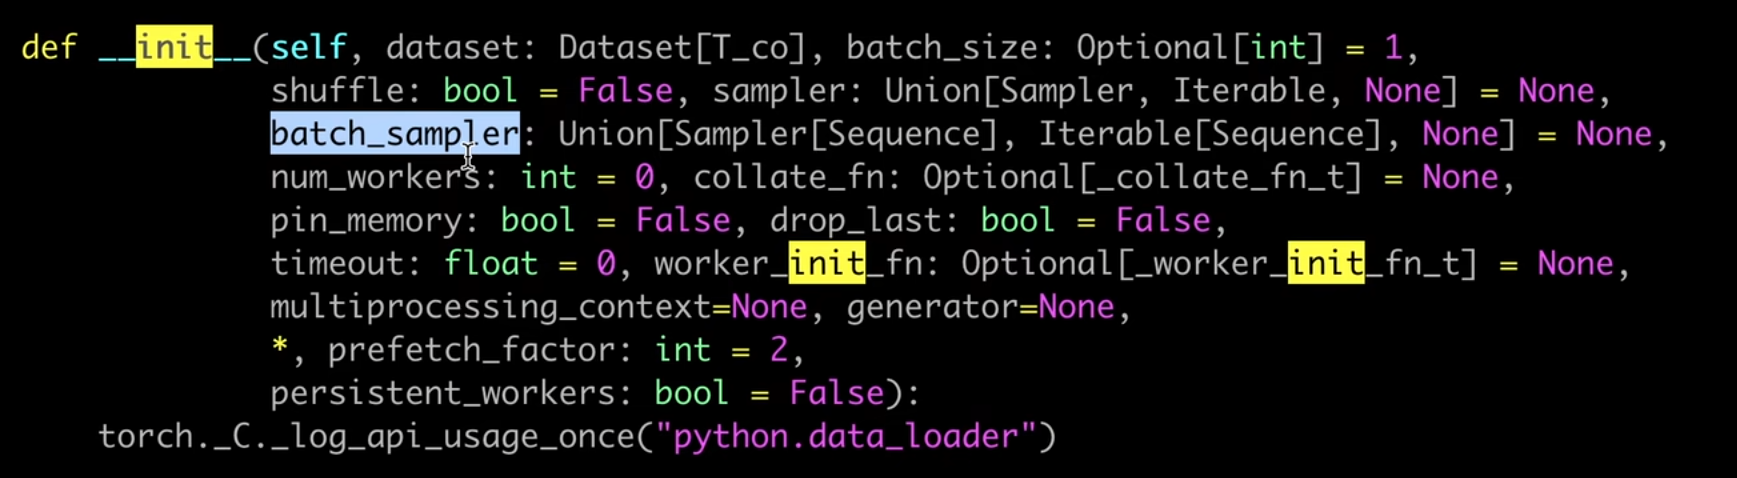 def __init__(self, dataset: Dataset[T_co], batch_size: Optional[int] = 1,
shuffle: bool = False, sampler: Union[Sampler, Iterable, None] = None,
batch_sampler: Union[Sampler[Sequence], Iterable[Sequence], None] = None,
num_workers: int = 0, collate_fn: Optional[_collate_fn_t] = None,
pin_memory: bool = False, drop_last: bool = False,
timeout: float = 0, worker_init_fn: Optional[_worker_init_fn_t] = None,
multiprocessing_context=None, generator=None,
*, prefetch_factor: int = 2,
persistent_workers: bool = False):
torch._C._log_api_usage_once("python.data_loader")